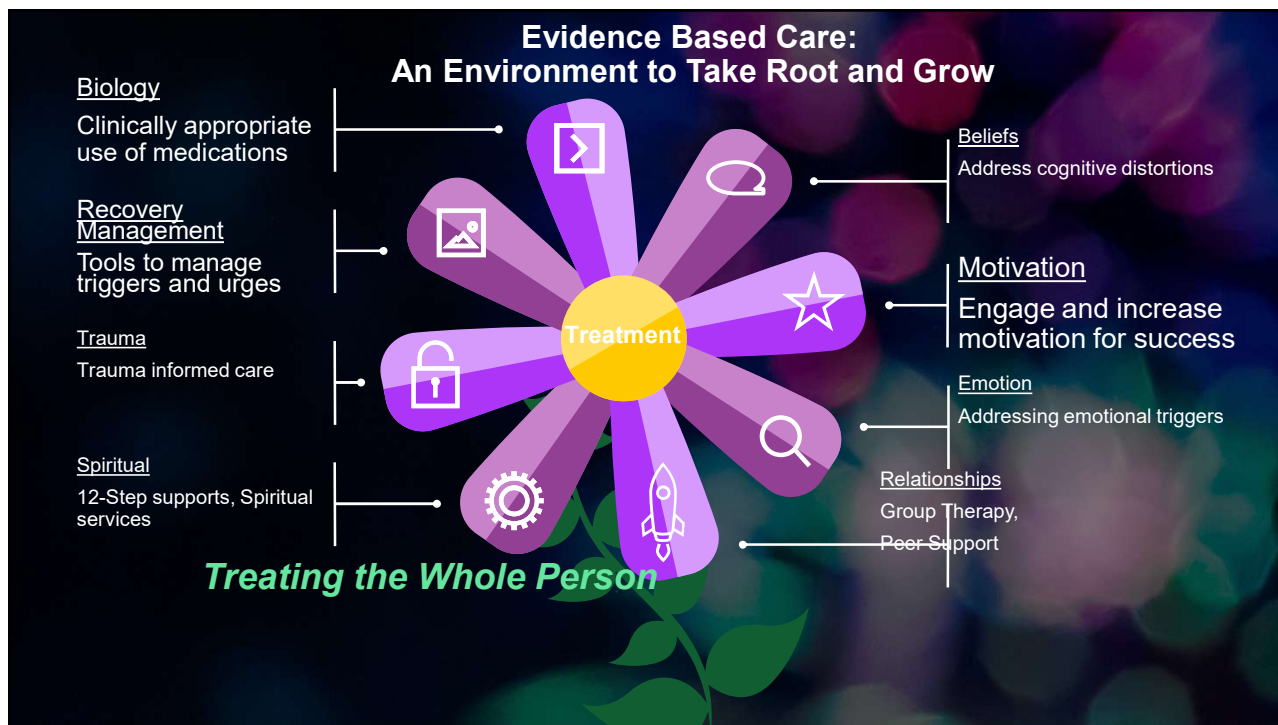 Evidence Based Care:
An Environment to Take Root and Grow
Biology
Clinically appropriate
use of medications
Recovery
Management
Tools to manage
triggers and urges
Trauma
Trauma informed care
Spiritual
12-Step supports, Spiritual
services
Treatment
Beliefs
Address cognitive distortions
Motivation
Engage and increase
motivation for success
Emotion
Addressing emotional triggers
Relationships
Group Therapy,
Peer Support
Treating the Whole Person